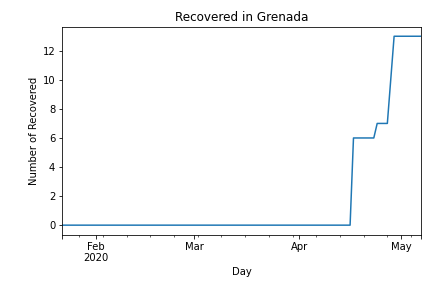 Recovered in Grenada
Number of Recovered
12
10
8
6
4
2
0
Feb
2020
Mar
Apr
May
Day